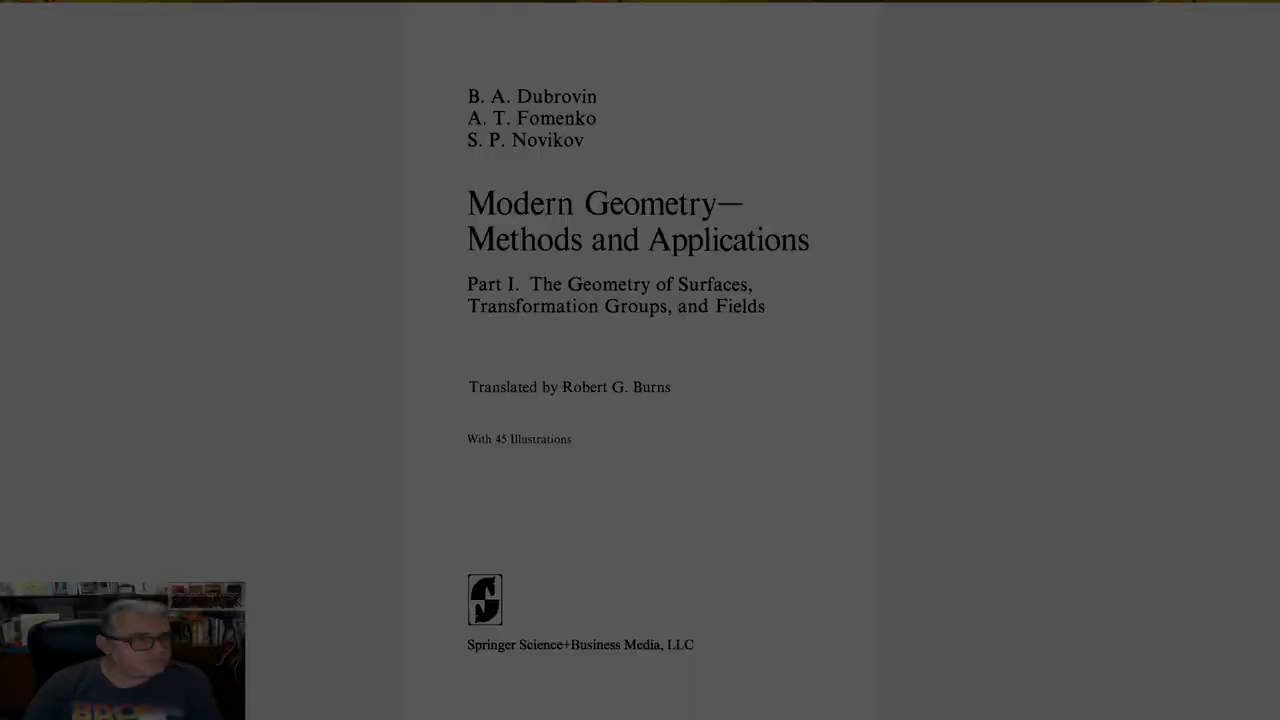 B. A. Dubrovin
A. T. Fomenko
S. P. Novikov
Modern Geometry—
Methods and Applications
Part I. The Geometry of Surfaces,
Transformation Groups, and Fields
Translated by Robert G. Burns
With 45 Illustrations
Springer Science+Business Media, LLC
BACK